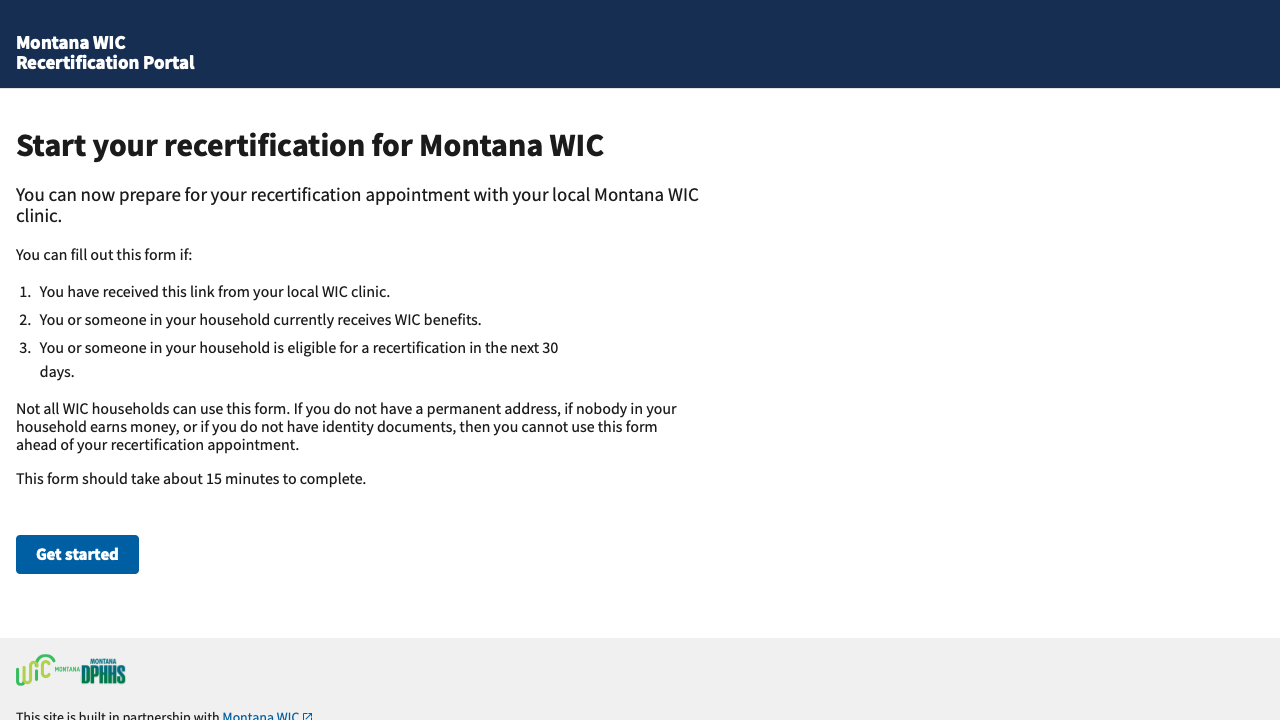 Montana WIC
Recertification Portal
Start your recertification for Montana WIC
You can now prepare for your recertification appointment with your local Montana WIC
clinic.
You can fill out this form if:
1. You have received this link from your local WIC clinic.
2. You or someone in your household currently receives WIC benefits.
3. You or someone in your household is eligible for a recertification in the next 30
days.
Not all WIC households can use this form. If you do not have a permanent address, if nobody in your
household earns money, or if you do not have identity documents, then you cannot use this form
ahead of your recertification appointment.
This form should take about 15 minutes to complete.
Get started
WIC MONTANA
MONTANA
DPHHS
This site is built in partnership with Montana WIC